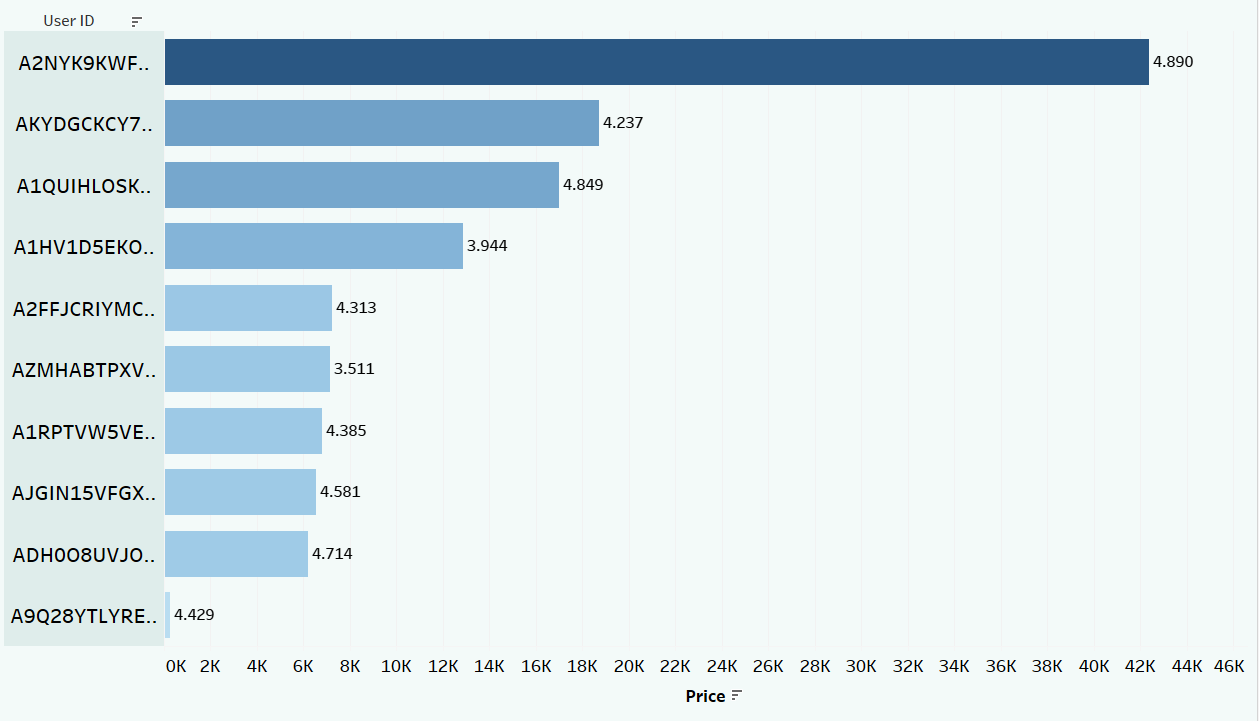 User ID
A2NYK9KWF.. 4.890
AKYDGCKCY7.. 4.237
A1QUIHLOSK.. 4.849
A1HV1D5EKO.. 3.944
A2FFJCRIYMC.. 4.313
AZMHABTPXV.. 3.511
A1RPTVW5VE.. 4.385
AJGIN15VFGX.. 4.581
ADH0O8UVJO.. 4.714
A9Q28YTLYRE.. 4.429
0K 2K 4K 6K 8K 10K 12K 14K 16K 18K 20K 22K 24K 26K 28K 30K 32K 34K 36K 38K 40K 42K 44K 46K
Price